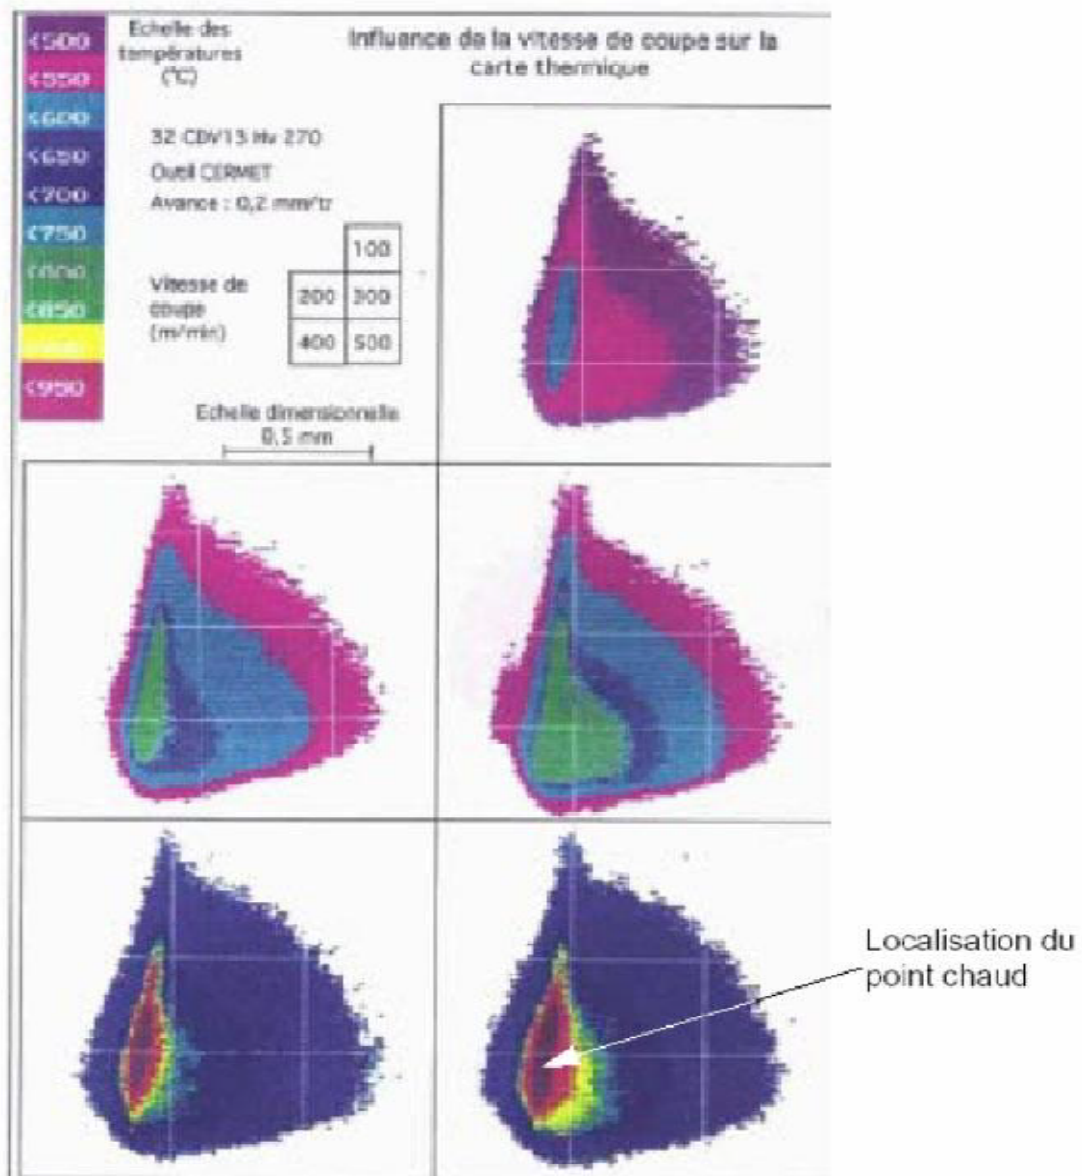 <500
<550
<600
<650
<700
<750
<850
<950
Echelle des
températures
(°C)
Influence de la vitesse de coupe sur la
carte thermique
32 CDV13 Hv 270
Outil CERMET
Avance : 0,2 mm/tr
Vitesse de
coupe
(m/min)
100
200 300
400 500
Echelle dimensionnelle
0,5 mm
Localisation du
point chaud